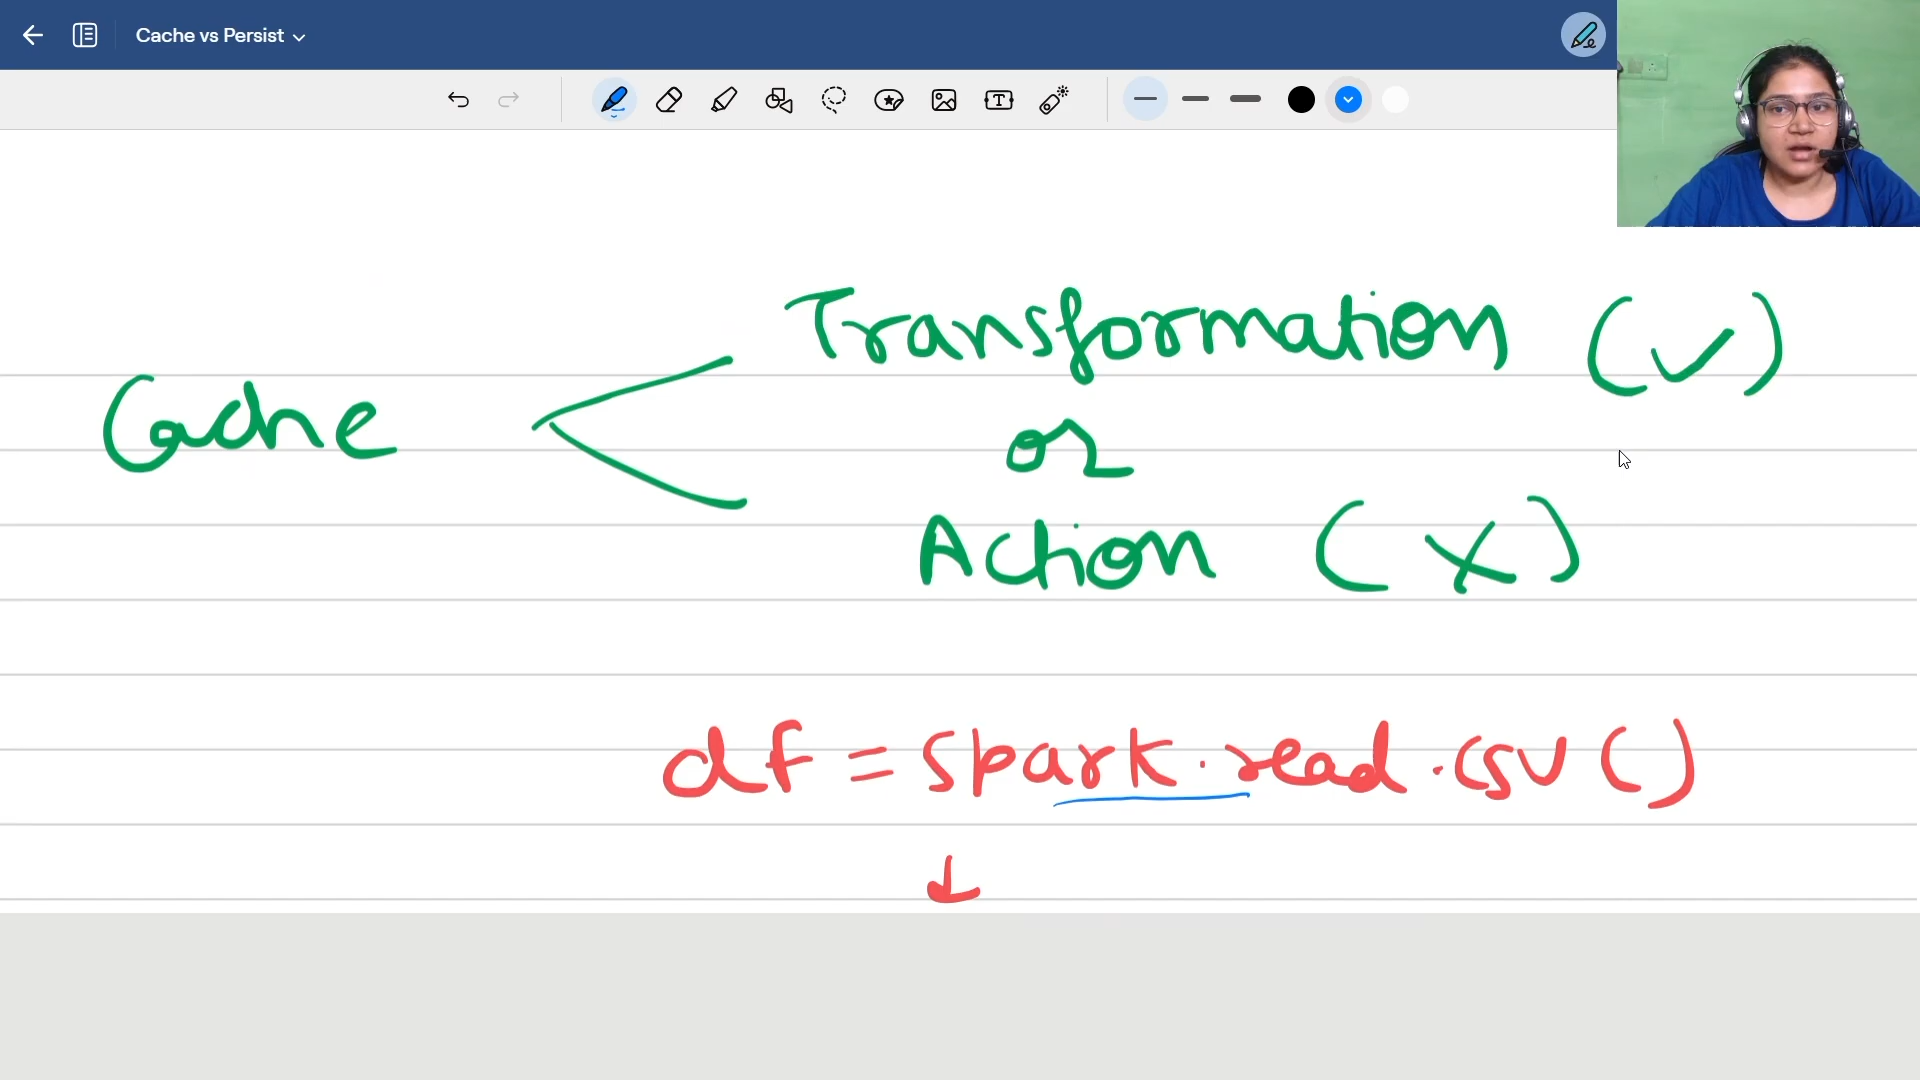 Cache vs Persist
Transformation (✓)
Cache
or
Action (X)
df = spark.read.csv()
↓